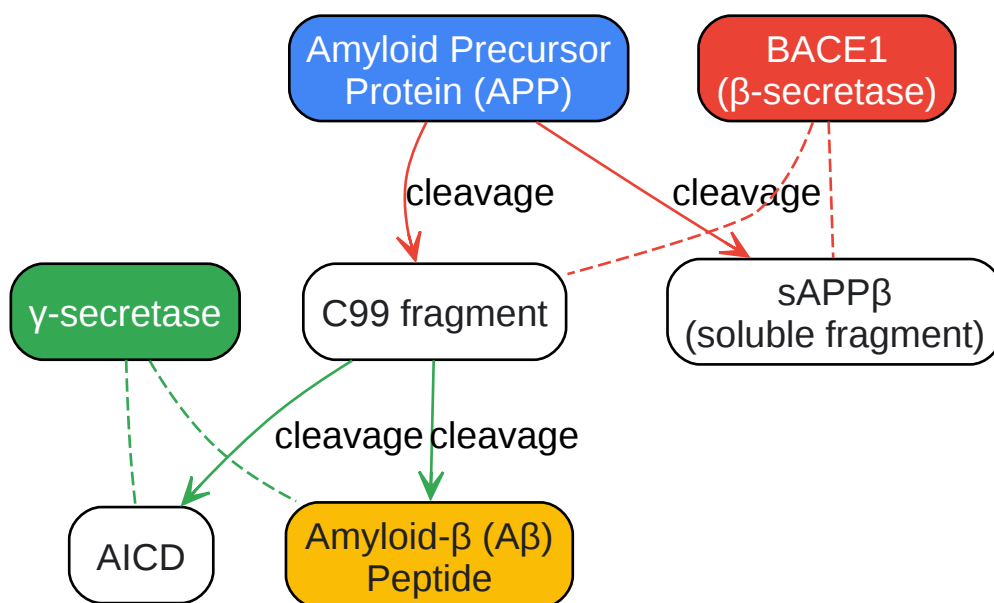 Amyloid Precursor
Protein (APP)
BACE1
(β-secretase)
cleavage
cleavage
γ-secretase
C99 fragment
sAPPβ
(soluble fragment)
cleavage
cleavage
AICD
Amyloid-β (Aβ)
Peptide